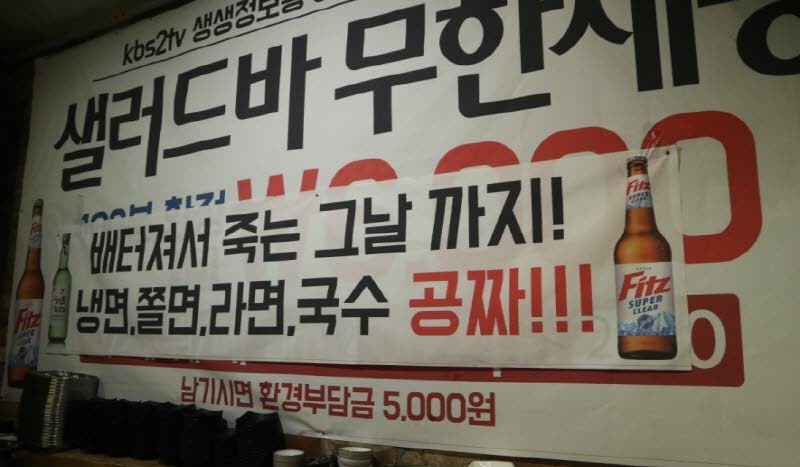 kbs2tv 생생정보통
샐러드바 무한
배터져서 죽는 그날 까지!
냉면,쫄면,라면,국수 공짜!!!
남기시면 환경부담금 5,000원
Fitz
SUPER
CLEAR
Fitz
Fitz
SUPER
CLEAR